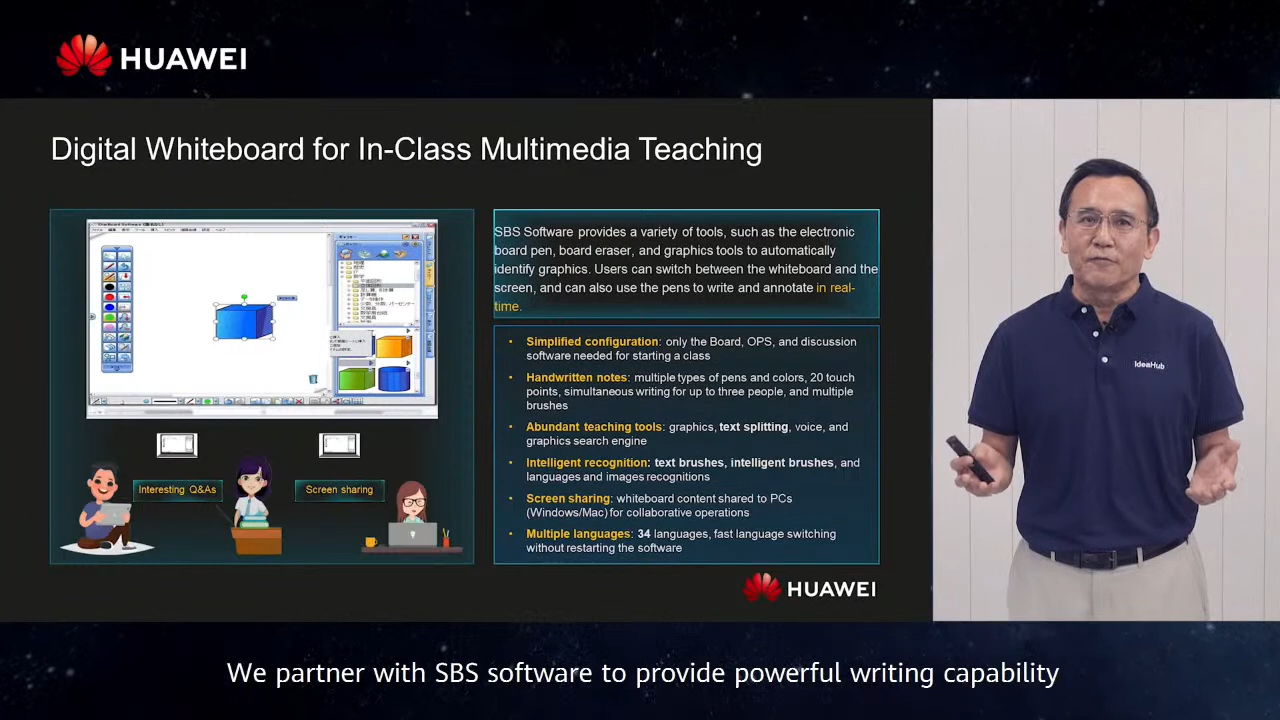 HUAWEI
Digital Whiteboard for In-Class Multimedia Teaching
Interesting Q&As
Screen sharing
SBS Software provides a variety of tools, such as the electronic
board pen, board eraser, and graphics tools to automatically
identify graphics. Users can switch between the whiteboard and the
screen, and can also use the pens to write and annotate in real-
time.
• Simplified configuration: only the Board, OPS, and discussion
software needed for starting a class
• Handwritten notes: multiple types of pens and colors, 20 touch
points, simultaneous writing for up to three people, and multiple
brushes
• Abundant teaching tools: graphics, text splitting, voice, and
graphics search engine
• Intelligent recognition: text brushes, intelligent brushes, and
languages and images recognitions
• Screen sharing: whiteboard content shared to PCs
(Windows/Mac) for collaborative operations
• Multiple languages: 34 languages, fast language switching
without restarting the software
HUAWEI
IdeaHub
We partner with SBS software to provide powerful writing capability